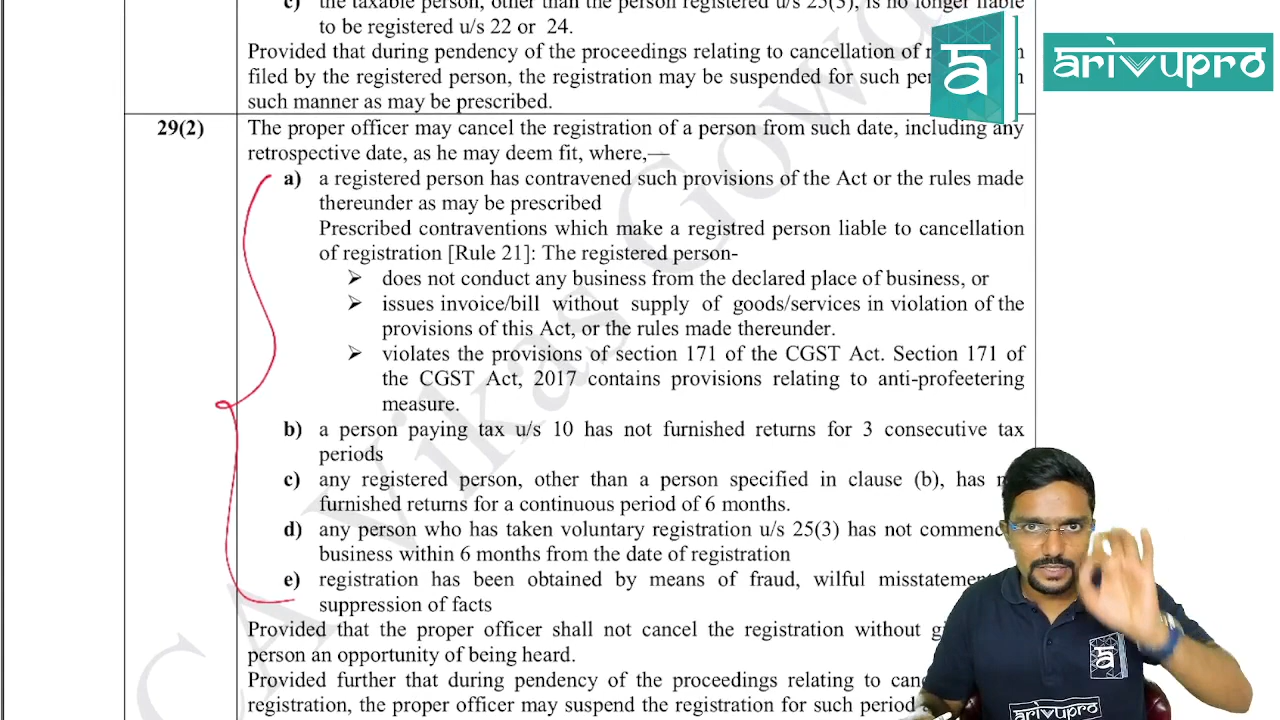 c) the taxable person, other than the person registered u/s 25(3), is no longer liable
to be registered u/s 22 or 24.
Provided that during pendency of the proceedings relating to cancellation of
filed by the registered person, the registration may be suspended for such
such manner as may be prescribed.
29(2)
The proper officer may cancel the registration of a person from such date, including any
retrospective date, as he may deem fit, where,—
a) a registered person has contravened such provisions of the Act or the rules made
thereunder as may be prescribed
Prescribed contraventions which make a registred person liable to cancellation
of registration [Rule 21]: The registered person-
➢ does not conduct any business from the declared place of business, or
➢ issues invoice/bill without supply of goods/services in violation of the
provisions of this Act, or the rules made thereunder.
➢ violates the provisions of section 171 of the CGST Act. Section 171 of
the CGST Act, 2017 contains provisions relating to anti-profeetering
measure.
b) a person paying tax u/s 10 has not furnished returns for 3 consecutive tax
periods
c) any registered person, other than a person specified in clause (b), has
furnished returns for a continuous period of 6 months.
d) any person who has taken voluntary registration u/s 25(3) has not
business within 6 months from the date of registration
e) registration has been obtained by means of fraud, wilful misstatement
suppression of facts
Provided that the proper officer shall not cancel the registration without
person an opportunity of being heard.
Provided further that during pendency of the proceedings relating to
registration, the proper officer may suspend the registration for such period
CA Vikas Gowda
ā
arivupro
ā
arivupro